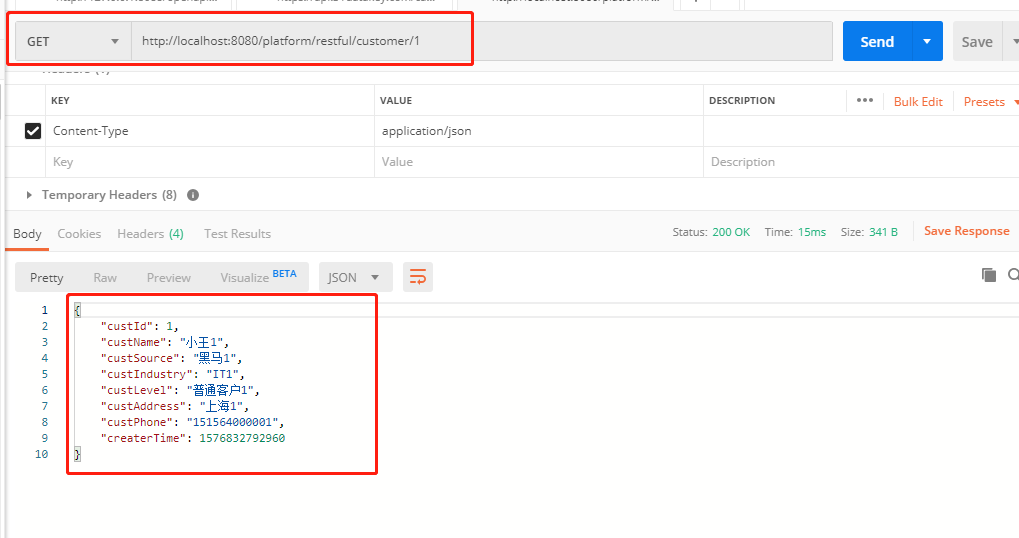 GET
http://localhost:8080/platform/restful/customer/1
Send
Save
KEY
VALUE
DESCRIPTION
Bulk Edit
Presets
Content-Type
application/json
Key
Value
Description
Temporary Headers (8)
Body
Cookies
Headers (4)
Test Results
Status: 200 OK
Time: 15ms
Size: 341 B
Save Response
Pretty
Raw
Preview
Visualize BETA
JSON
1 {
2 "custId": 1,
3 "custName": "小王1",
4 "custSource": "黑马1",
5 "custIndustry": "IT1",
6 "custLevel": "普通客户1",
7 "custAddress": "上海1",
8 "custPhone": "151564000001",
9 "createrTime": 1576832792960
10 }